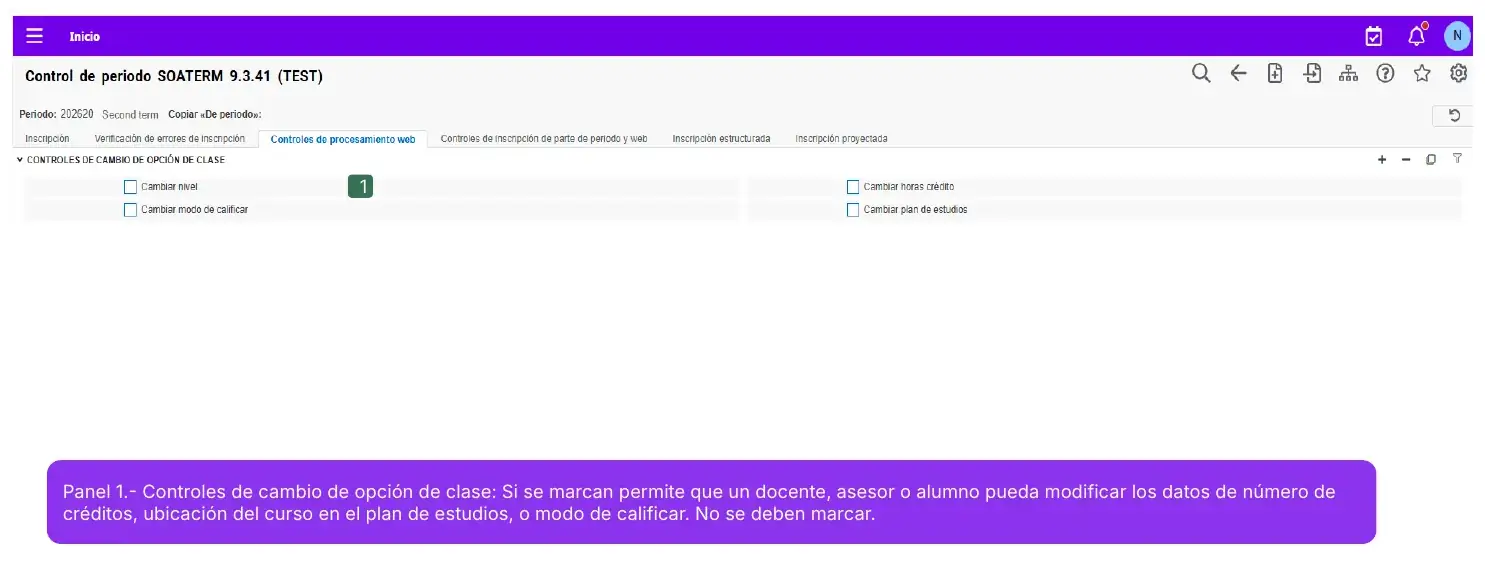 Inicio
N
Control de periodo SOATERM 9.3.41 (TEST)
Periodo: 202620 Second term Copiar «De periodo»:
Inscripción Verificación de errores de inscripción Controles de procesamiento web Controles de inscripción de parte de periodo y web Inscripción estructurada Inscripción proyectada
CONTROLES DE CAMBIO DE OPCIÓN DE CLASE
Cambiar nivel 1 Cambiar horas crédito
Cambiar modo de calificar Cambiar plan de estudios
Panel 1.- Controles de cambio de opción de clase: Si se marcan permite que un docente, asesor o alumno pueda modificar los datos de número de
créditos, ubicación del curso en el plan de estudios, o modo de calificar. No se deben marcar.